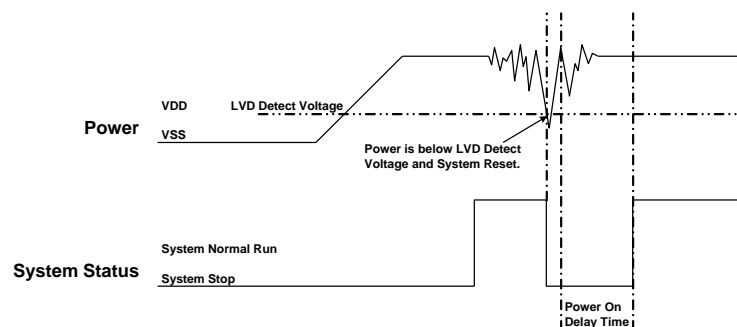 VDD LVD Detect Voltage
Power
VSS
Power is below LVD Detect
Voltage and System Reset.
System Normal Run
System Status
System Stop
Power On
Delay Time